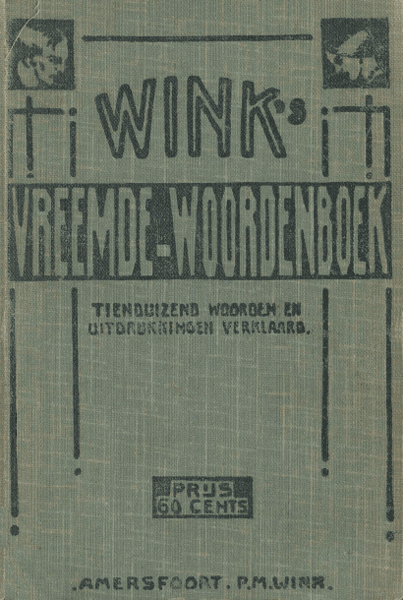 WINK's
VREEMDE-WOORDENBOEK
TIENDUIZEND WOORDEN EN
UITDRUKKINGEN VERKLAARD.
PRIJS
60 CENTS
.AMERSFOORT. P.M. WINK.